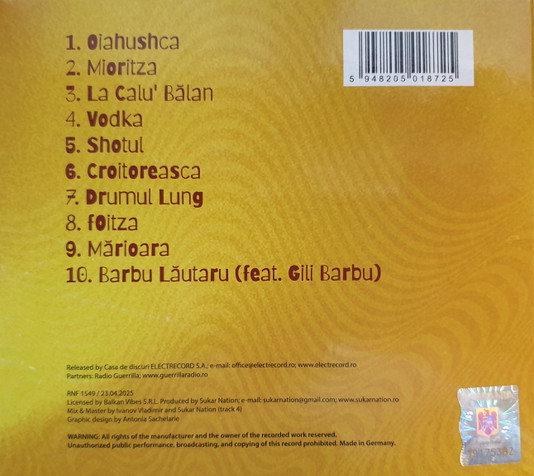 1. Oiahushca
2. Mioritza
3. La Calu' Bălan
4. Vodka
5. Shotul
6. Croitoreasca
7. Drumul Lung
8. fOitza
9. Mărioara
10. Barbu Lăutaru (feat. Gili Barbu)
5 948205 018725
Released by Casa de discuri ELECTRECORD S.A.; e-mail: office@electrecord.ro; www.electrecord.ro
Partners: Radio Guerrilla; www.guerrillaradio.ro
RNF 1549 / 23.04.2025
Licensed by Balkan Vibes S.R.L. Produced by Sukar Nation; e-mail: sukarnation@gmail.com; www.sukarnation.ro
Mix & Master by Ivanov Vladimir and Sukar Nation (track 4)
Graphic design by Antonia Sachelarie
WARNING: All rights of the manufacturer and the owner of the recorded work reserved.
Unauthorized public performance, broadcasting, and copying of this record prohibited. Made in Germany.